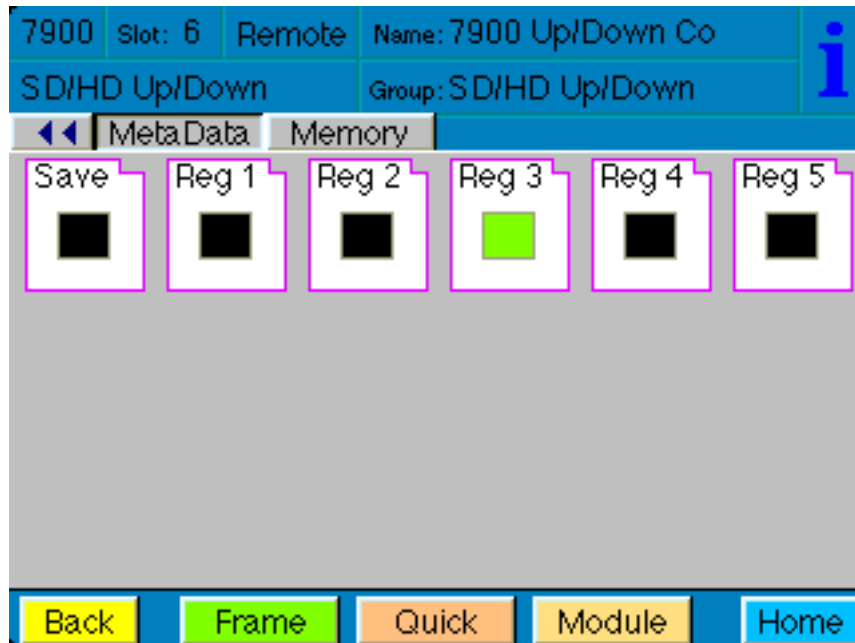 7900 Slot: 6 Remote Name: 7900 Up/Down Co i
SD/HD Up/Down Group: SD/HD Up/Down
MetaData Memory
Save Reg 1 Reg 2 Reg 3 Reg 4 Reg 5
Back Frame Quick Module Home